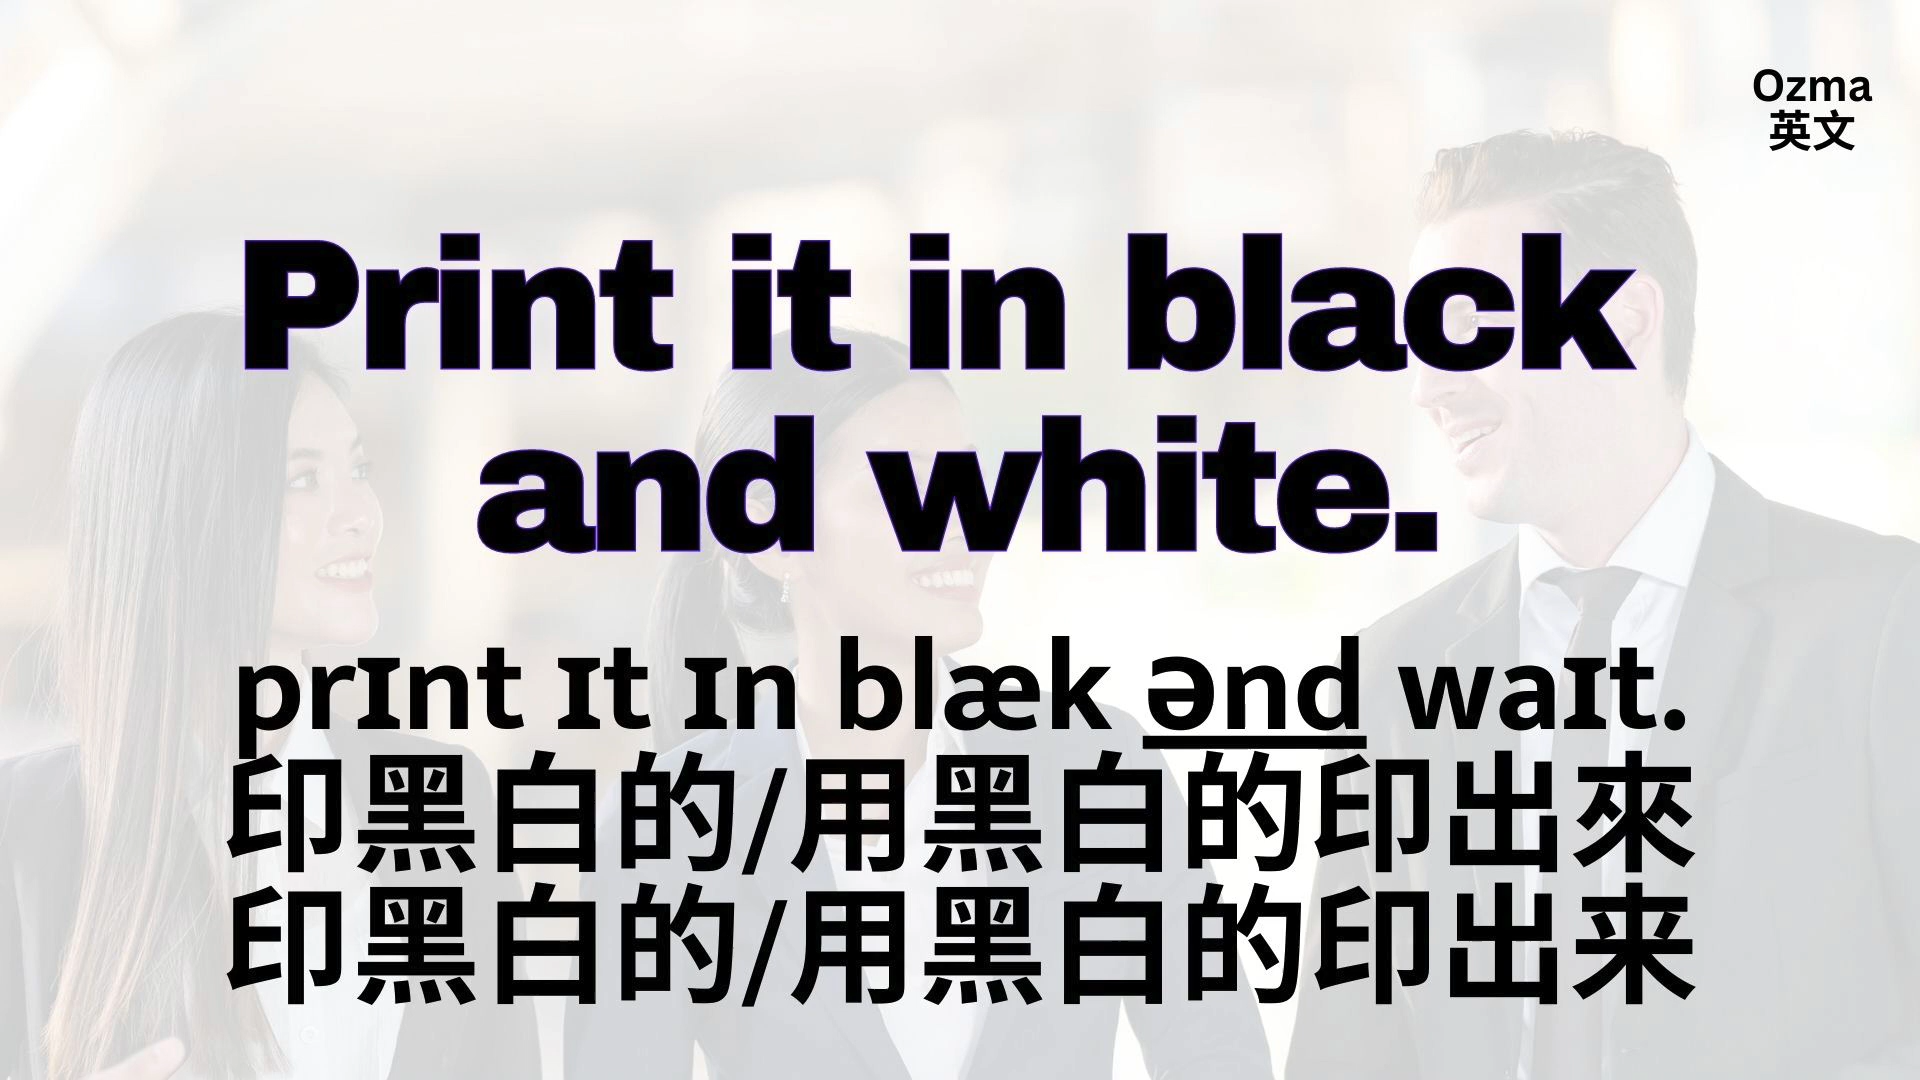 Ozma
英文
Print it in black
and white.
prɪnt ɪt ɪn blæk ənd waɪt.
印黑白的/用黑白的印出來
印黑白的/用黑白的印出来